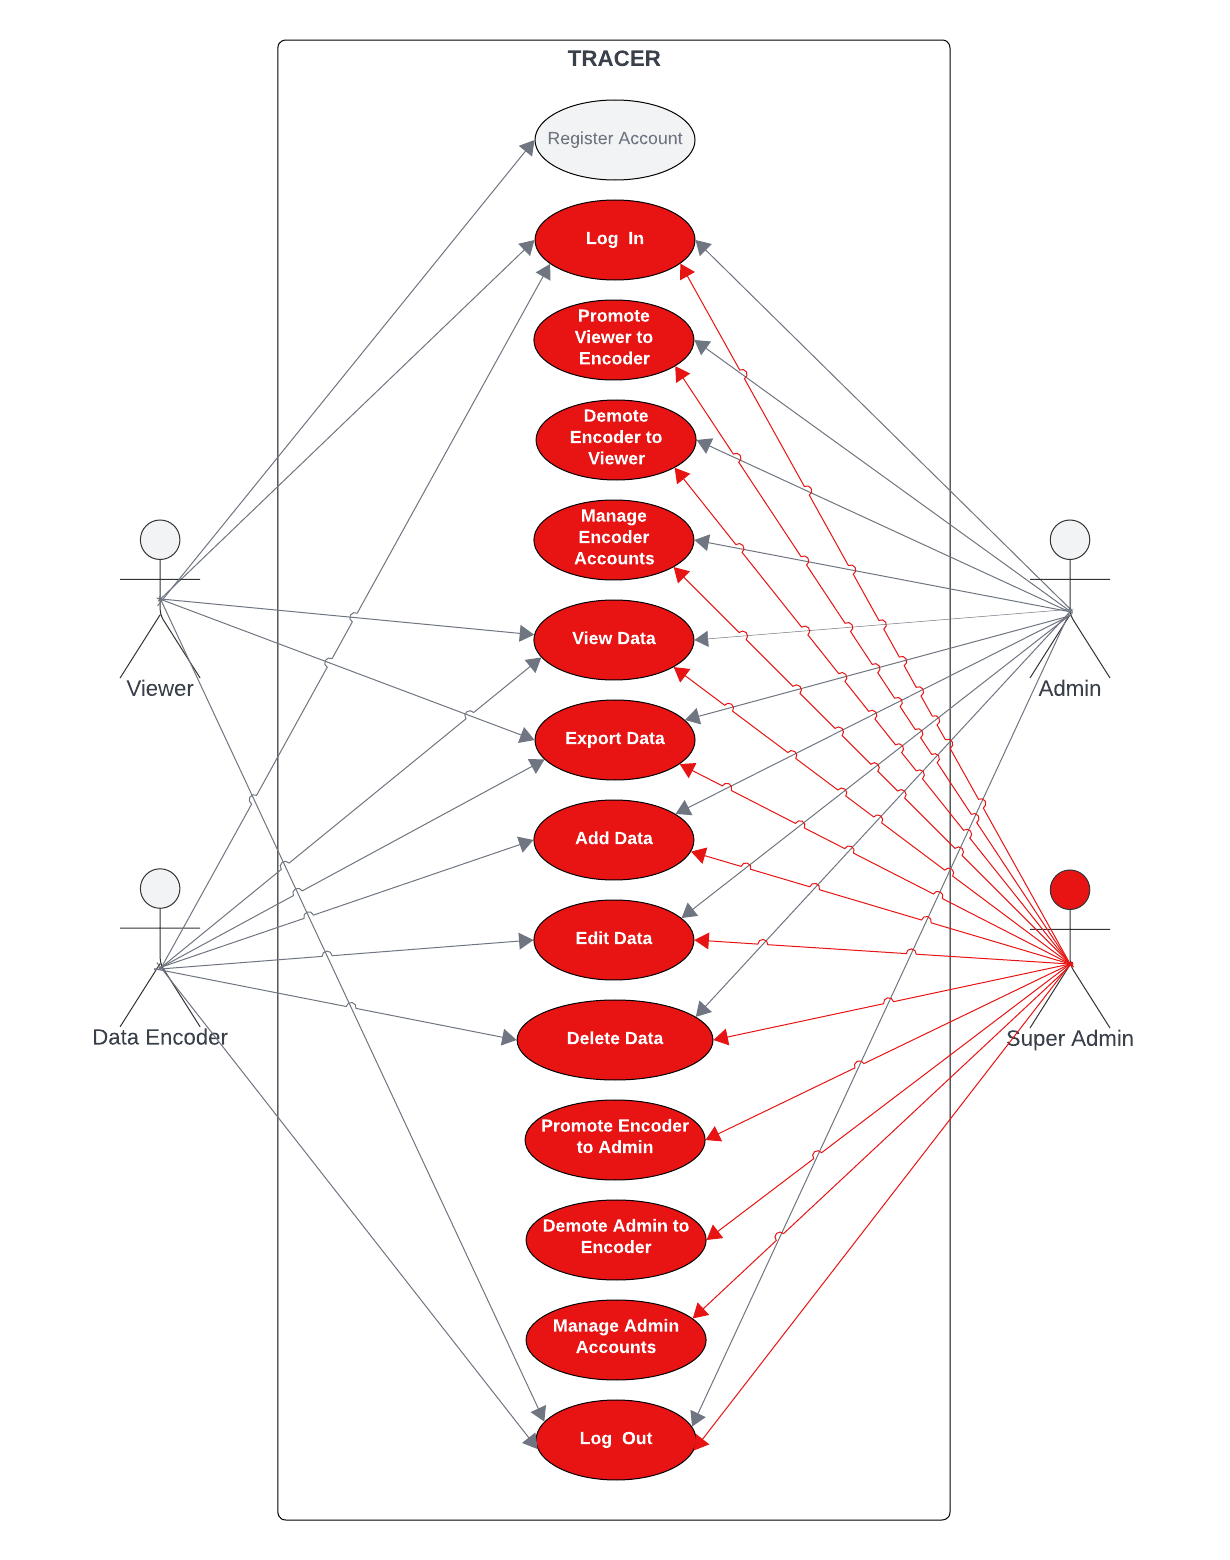 TRACER
Register Account
Log In
Promote
Viewer to
Encoder
Demote
Encoder to
Viewer
Manage
Encoder
Accounts
View Data
Viewer
Admin
Export Data
Add Data
Edit Data
Data Encoder
Delete Data
Super Admin
Promote Encoder
to Admin
Demote Admin to
Encoder
Manage Admin
Accounts
Log Out